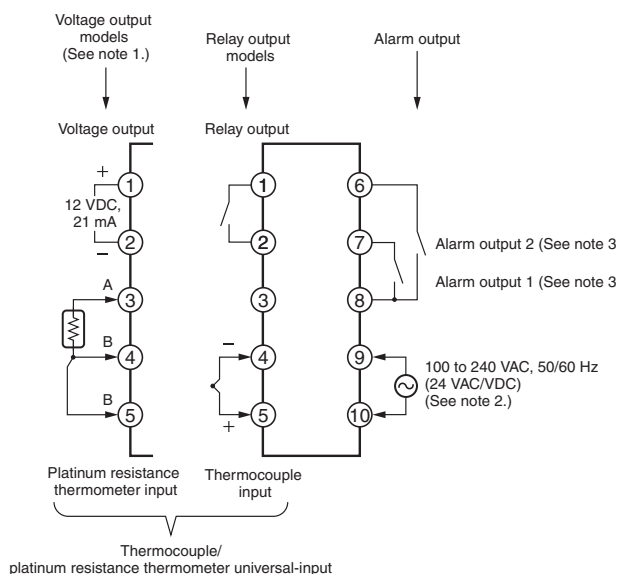 Voltage output
models
(See note 1.)
Relay output
models
Alarm output
Voltage output
Relay output
+
1
12 VDC,
21 mA
2
−
A
3
B
4
B
5
1
2
3
−
4
5
+
6
7
Alarm output 2 (See note 3
8
Alarm output 1 (See note 3
9
100 to 240 VAC, 50/60 Hz
(24 VAC/VDC)
(See note 2.)
10
Platinum resistance
thermometer input
Thermocouple
input
Thermocouple/
platinum resistance thermometer universal-input